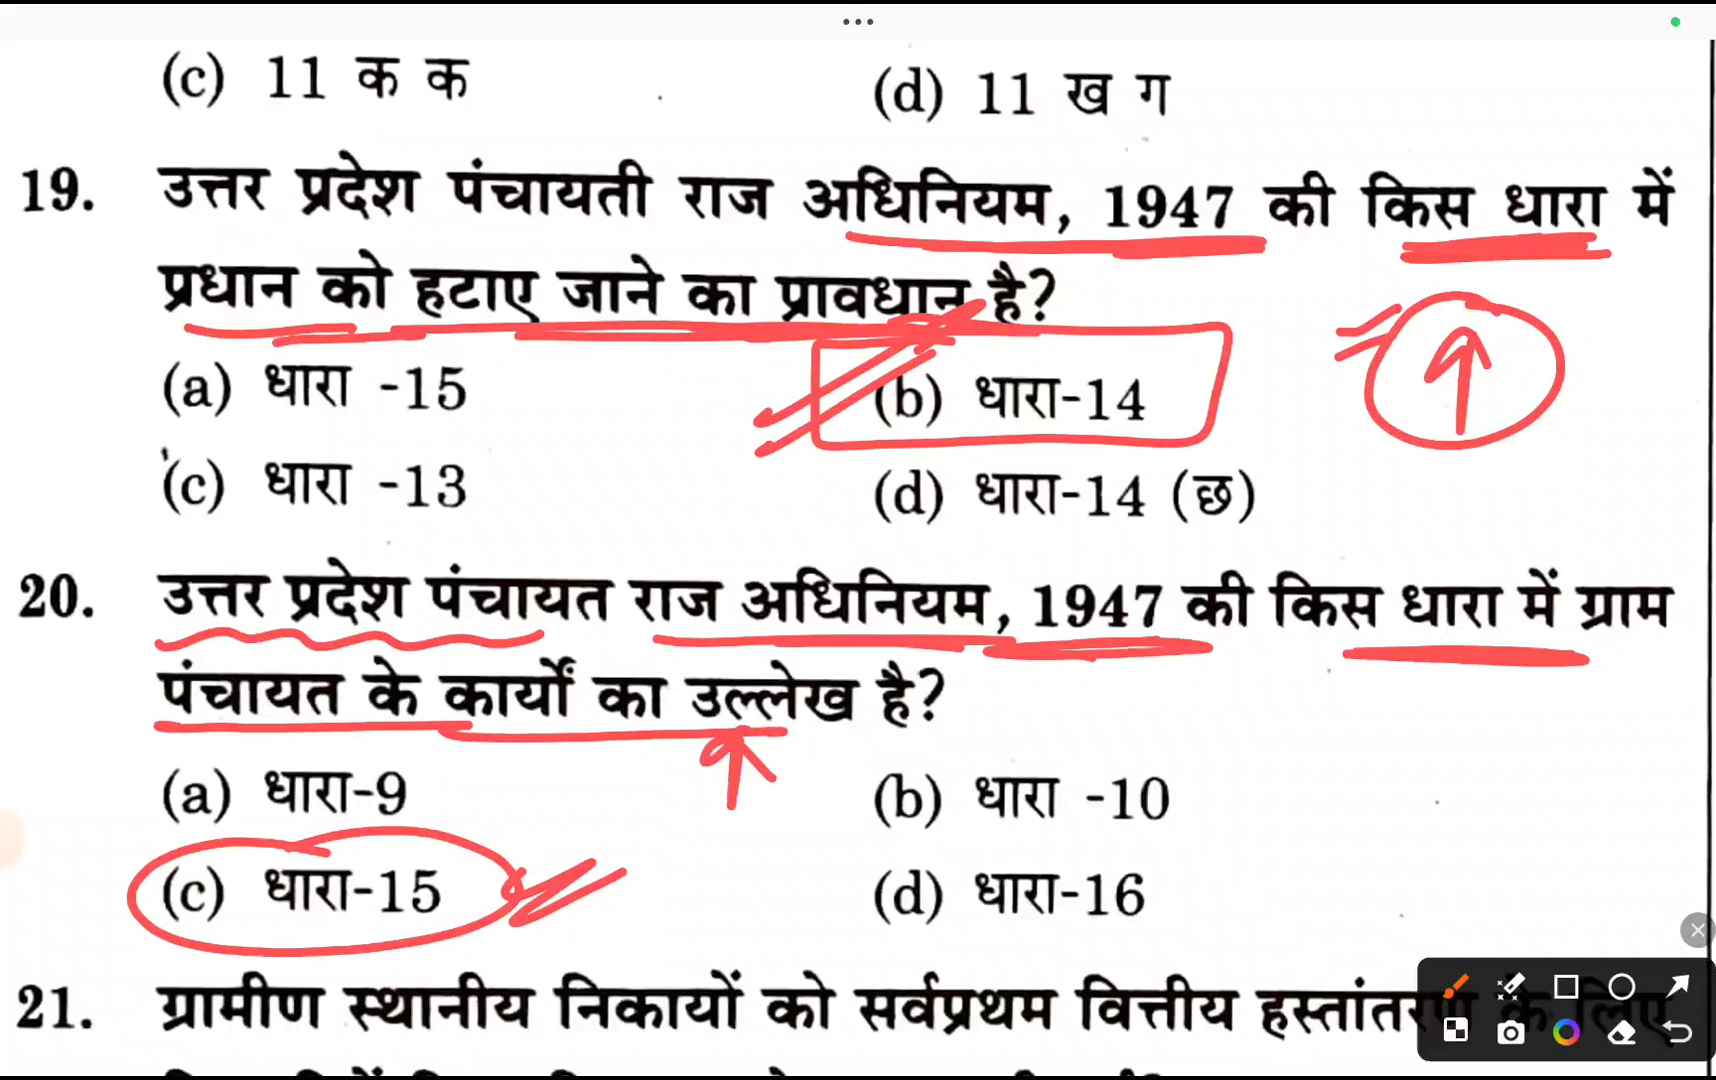 (c) 11 क क (d) 11 ख ग
19. उत्तर प्रदेश पंचायती राज अधिनियम, 1947 की किस धारा में
प्रधान को हटाए जाने का प्रावधान है?
(a) धारा -15 (b) धारा-14
(c) धारा -13 (d) धारा-14 (छ)
20. उत्तर प्रदेश पंचायत राज अधिनियम, 1947 की किस धारा में ग्राम
पंचायत के कार्यों का उल्लेख है?
(a) धारा-9 (b) धारा -10
(c) धारा-15 (d) धारा-16
21. ग्रामीण स्थानीय निकायों को सर्वप्रथम वित्तीय हस्तांतरण के लिए